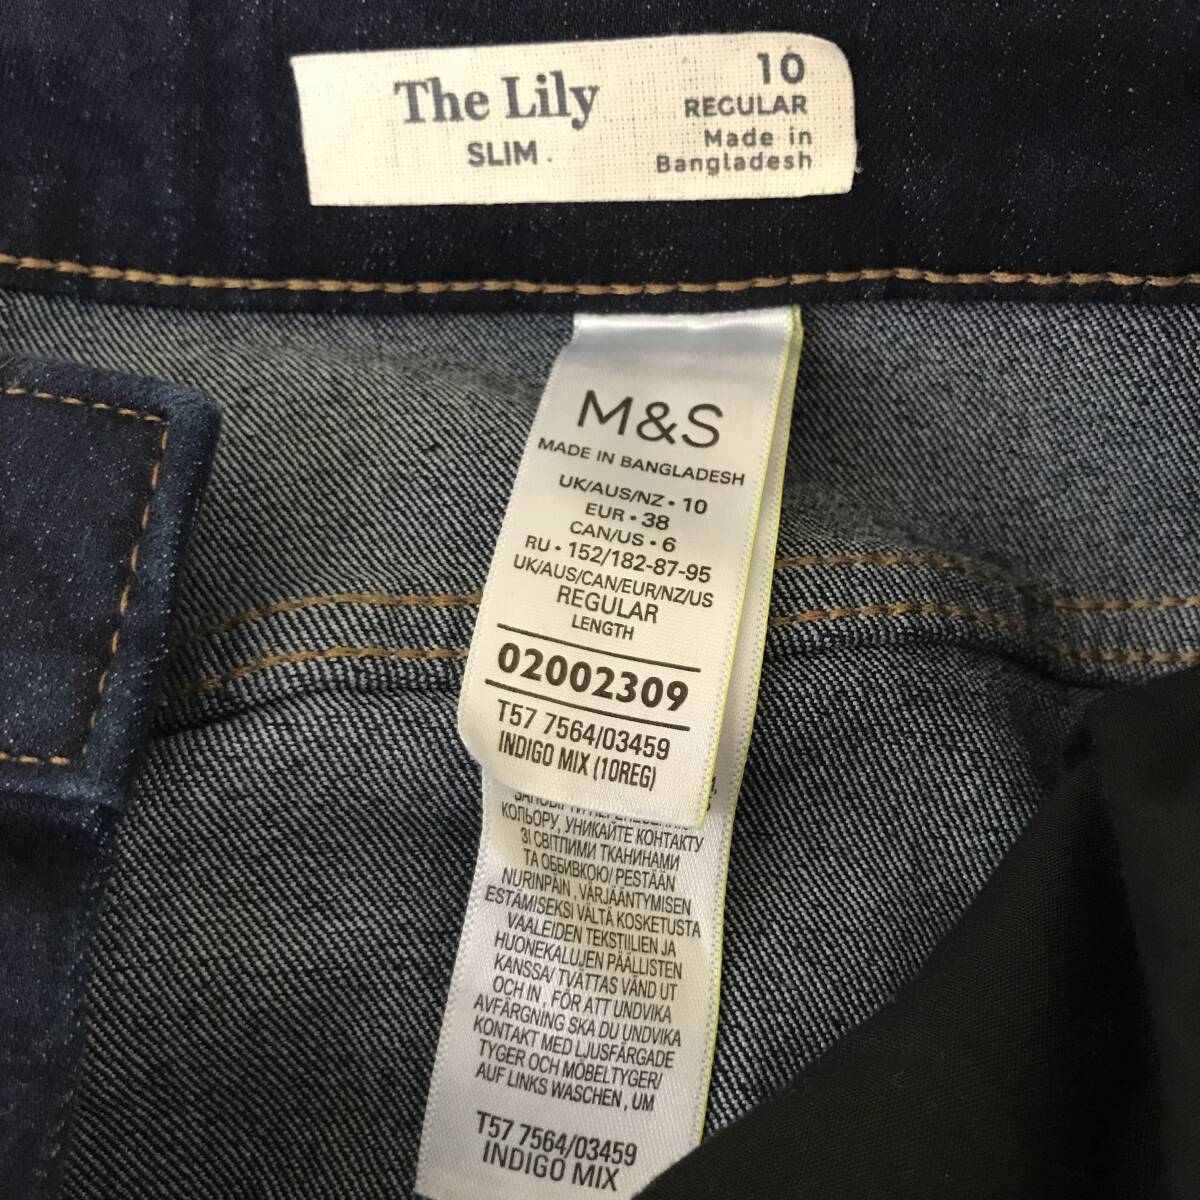 The Lily
SLIM
10
REGULAR
Made in
Bangladesh
M&S
MADE IN BANGLADESH
UK/AUS/NZ • 10
EUR • 38
CAN/US • 6
RU • 152/182-87-95
UK/AUS/CAN/EUR/NZ/US
REGULAR
LENGTH
02002309
T57 7564/03459
INDIGO MIX (10REG)
КОЛЬОРУ, УНИКАЙТЕ КОНТАКТУ
ЗІ СВІТЛИМИ ТКАНИНАМИ
ТА ОББИВКОЮ/ PESTÄÄN
NURINPÄIN , VÄRJÄÄNTYMISEN
ESTÄMISEKSI VÄLTÄ KOSKETUSTA
VAALEIDEN TEKSTIILIEN JA
HUONEKALUJEN PÄÄLLISTEN
KANSSA/ TVÄTTAS VÄND UT
OCH IN , FÖR ATT UNDVIKA
AVFÄRGNING SKA DU UNDVIKA
KONTAKT MED LJUSFÄRGADE
TYGER OCH MÖBELTYGER/
AUF LINKS WASCHEN , UM
T57 7564/03459
INDIGO MIX